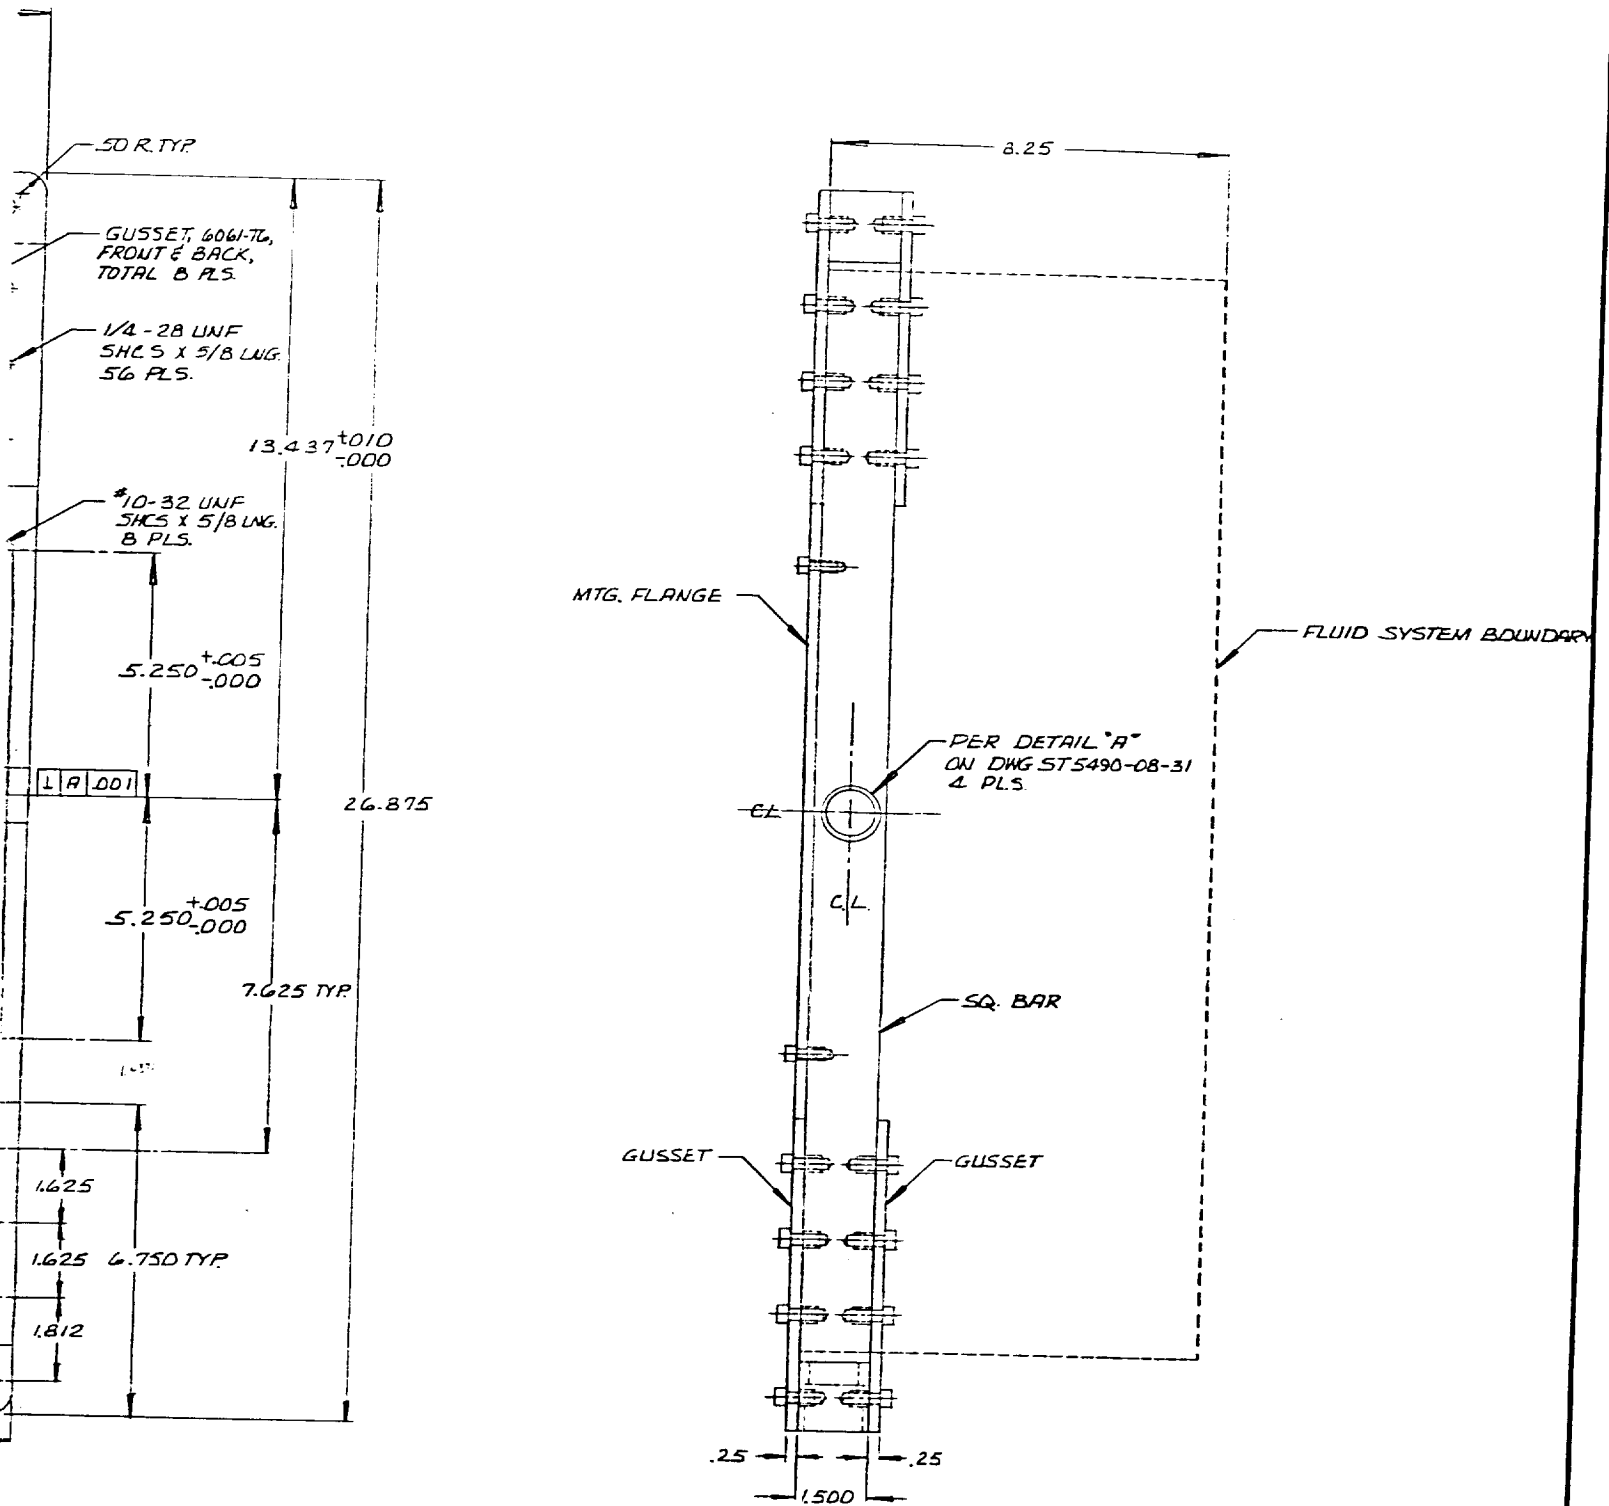 .50 R. TYP.
GUSSET, 6061-T6,
FRONT & BACK,
TOTAL 8 PLS.
1/4-28 UNF
SHCS X 5/8 LNG.
56 PLS.
13.437 +.010
-.000
#10-32 UNF
SHCS X 5/8 LNG.
8 PLS.
5.250 +.005
-.000
⊥ A .001
26.875
5.250 +.005
-.000
7.625 TYP.
1.625
1.625
6.750 TYP.
1.812
8.25
MTG. FLANGE
FLUID SYSTEM BOUNDARY
PER DETAIL "A"
ON DWG ST5490-08-31
4 PLS.
C.L.
C.L.
SQ. BAR
GUSSET
GUSSET
.25
.25
1.500